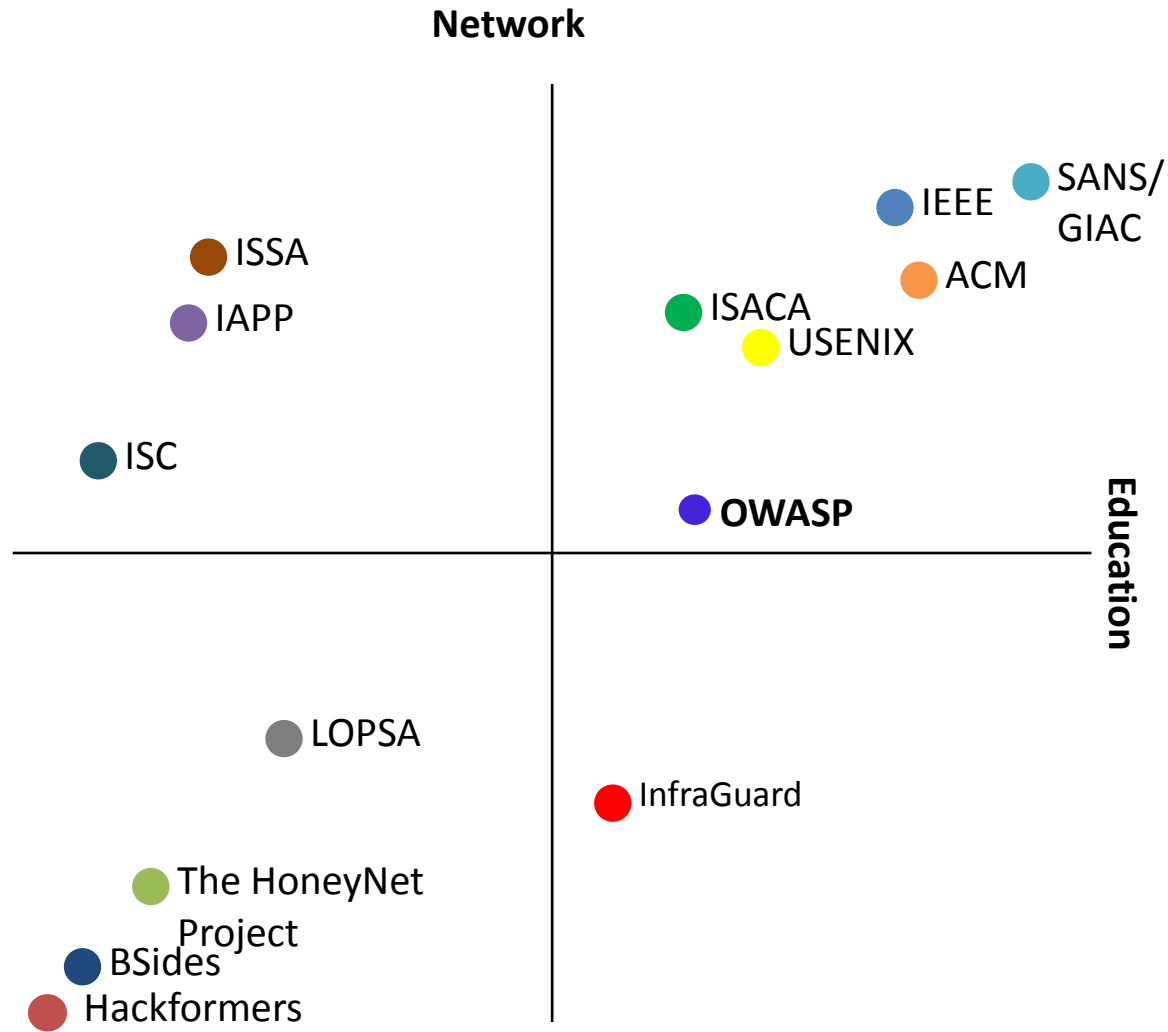 Network
SANS/
GIAC
IEEE
ISSA
ACM
ISACA
IAPP
USENIX
ISC
OWASP
Education
LOPSA
InfraGuard
The HoneyNet
Project
BSides
Hackformers